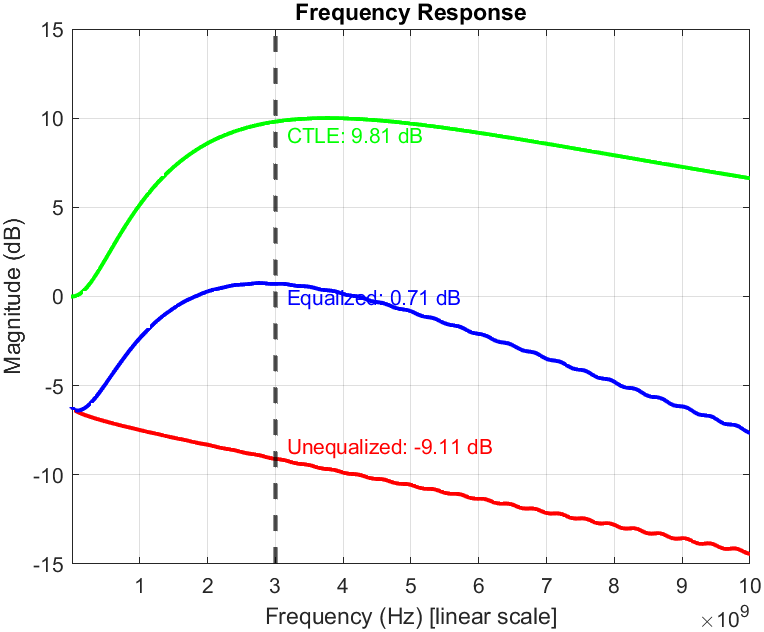 Frequency Response
15
10
5
0
-5
-10
-15
Magnitude (dB)
CTLE: 9.81 dB
Equalized: 0.71 dB
Unequalized: -9.11 dB
1 2 3 4 5 6 7 8 9 10
Frequency (Hz) [linear scale]
×10⁹